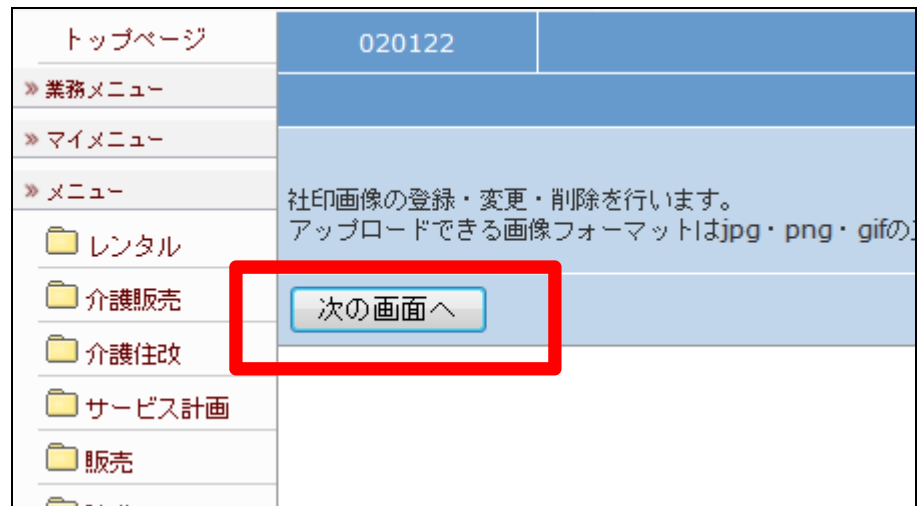 トップページ
020122
» 業務メニュー
» マイメニュー
» メニュー
社印画像の登録・変更・削除を行います。
アップロードできる画像フォーマットはjpg・png・gifの
レンタル
介護販売
次の画面へ
介護住改
サービス計画
販売